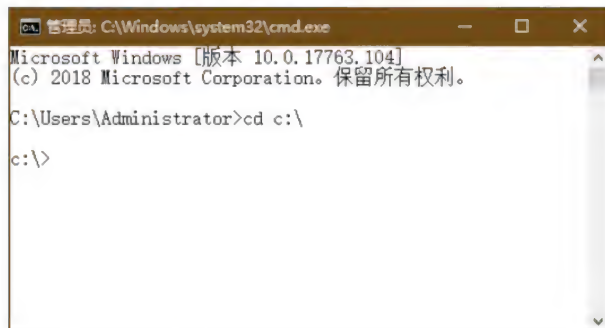 管理员: C:\Windows\system32\cmd.exe
Microsoft Windows [版本 10.0.17763.104]
(c) 2018 Microsoft Corporation。保留所有权利。
C:\Users\Administrator>cd c:\
c:\>